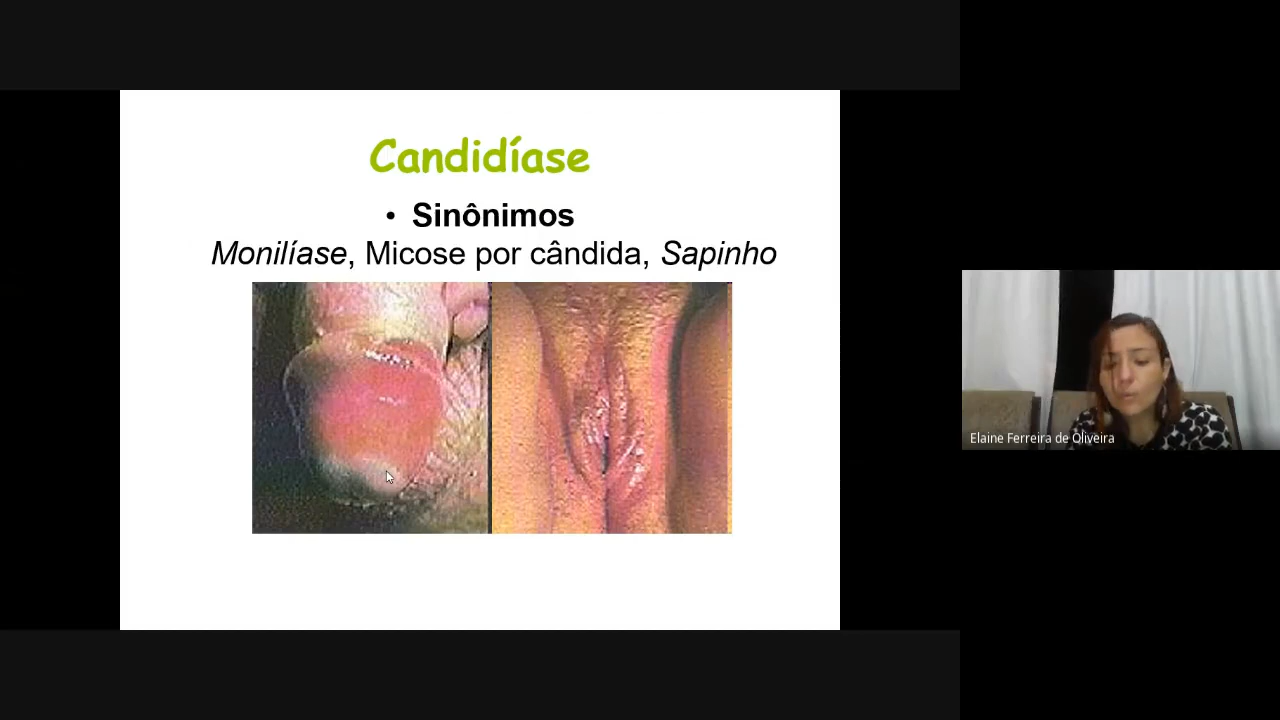 Candidíase
• Sinônimos
Monilíase, Micose por cândida, Sapinho
Elaine Ferreira de Oliveira